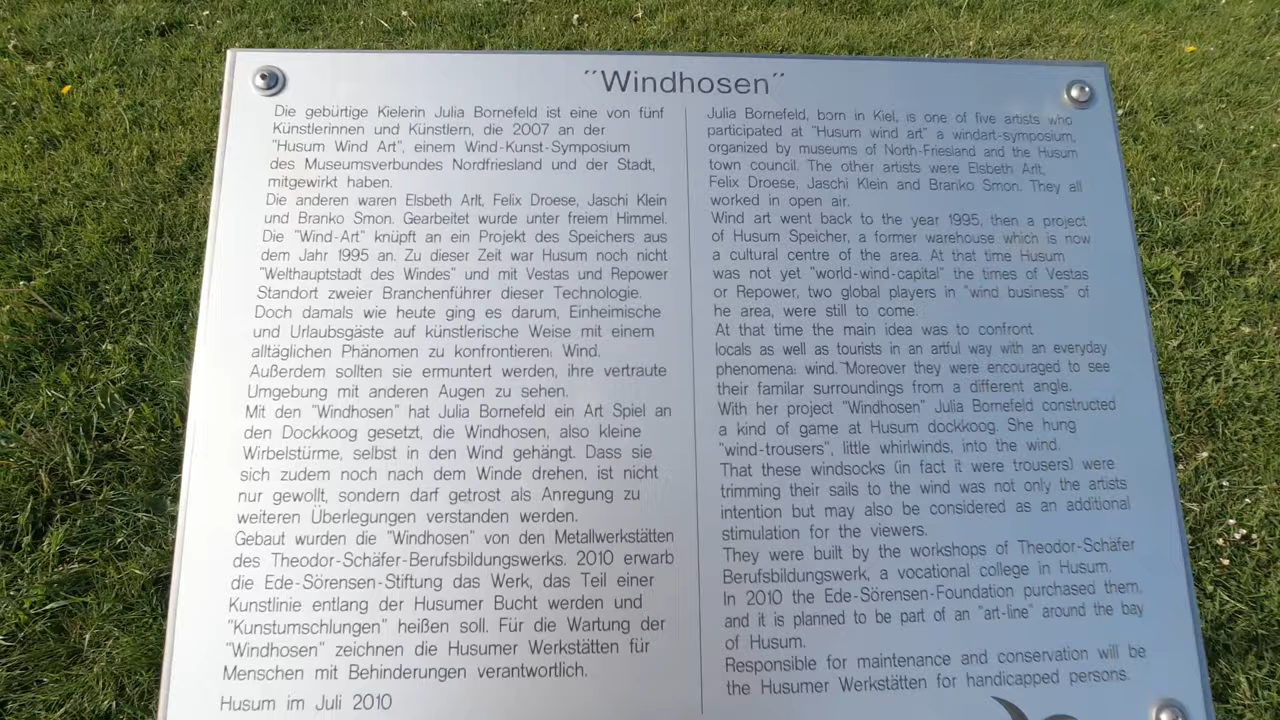 "Windhosen"
Die gebürtige Kielerin Julia Bornefeld ist eine von fünf
Künstlerinnen und Künstlern, die 2007 an der
"Husum Wind Art", einem Wind-Kunst-Symposium
des Museumsverbundes Nordfriesland und der Stadt,
mitgewirkt haben.
Die anderen waren Elsbeth Arlt, Felix Droese, Jaschi Klein
und Branko Smon. Gearbeitet wurde unter freiem Himmel.
Die "Wind-Art" knüpft an ein Projekt des Speichers aus
dem Jahr 1995 an. Zu dieser Zeit war Husum noch nicht
"Welthauptstadt des Windes" und mit Vestas und Repower
Standort zweier Branchenführer dieser Technologie.
Doch damals wie heute ging es darum, Einheimische
und Urlaubsgäste auf künstlerische Weise mit einem
alltäglichen Phänomen zu konfrontieren: Wind.
Außerdem sollten sie ermuntert werden, ihre vertraute
Umgebung mit anderen Augen zu sehen.
Mit den "Windhosen" hat Julia Bornefeld ein Art Spiel an
den Dockkoog gesetzt, die Windhosen, also kleine
Wirbelstürme, selbst in den Wind gehängt. Dass sie
sich zudem noch nach dem Winde drehen, ist nicht
nur gewollt, sondern darf getrost als Anregung zu
weiteren Überlegungen verstanden werden.
Gebaut wurden die "Windhosen" von den Metallwerkstätten
des Theodor-Schäfer-Berufsbildungswerks. 2010 erwarb
die Ede-Sörensen-Stiftung das Werk, das Teil einer
Kunstlinie entlang der Husumer Bucht werden und
"Kunstumschlungen" heißen soll. Für die Wartung der
"Windhosen" zeichnen die Husumer Werkstätten für
Menschen mit Behinderungen verantwortlich.
Husum im Juli 2010
Julia Bornefeld, born in Kiel, is one of five artists who
participated at "Husum wind art" a windart-symposium,
organized by museums of North-Friesland and the Husum
town council. The other artists were Elsbeth Arlt,
Felix Droese, Jaschi Klein and Branko Smon. They all
worked in open air.
Wind art went back to the year 1995, then a project
of Husum Speicher, a former warehouse which is now
a cultural centre of the area. At that time Husum
was not yet "world-wind-capital" the times of Vestas
or Repower, two global players in "wind business" of
he area, were still to come.
At that time the main idea was to confront
locals as well as tourists in an artful way with an everyday
phenomena: wind. Moreover they were encouraged to see
their familar surroundings from a different angle.
With her project "Windhosen" Julia Bornefeld constructed
a kind of game at Husum dockkoog. She hung
"wind-trousers", little whirlwinds, into the wind.
That these windsocks (in fact it were trousers) were
trimming their sails to the wind was not only the artists
intention but may also be considered as an additional
stimulation for the viewers.
They were built by the workshops of Theodor-Schäfer
Berufsbildungswerk, a vocational college in Husum.
In 2010 the Ede-Sörensen-Foundation purchased them,
and it is planned to be part of an "art-line" around the bay
of Husum.
Responsible for maintenance and conservation will be
the Husumer Werkstätten for handicapped persons.